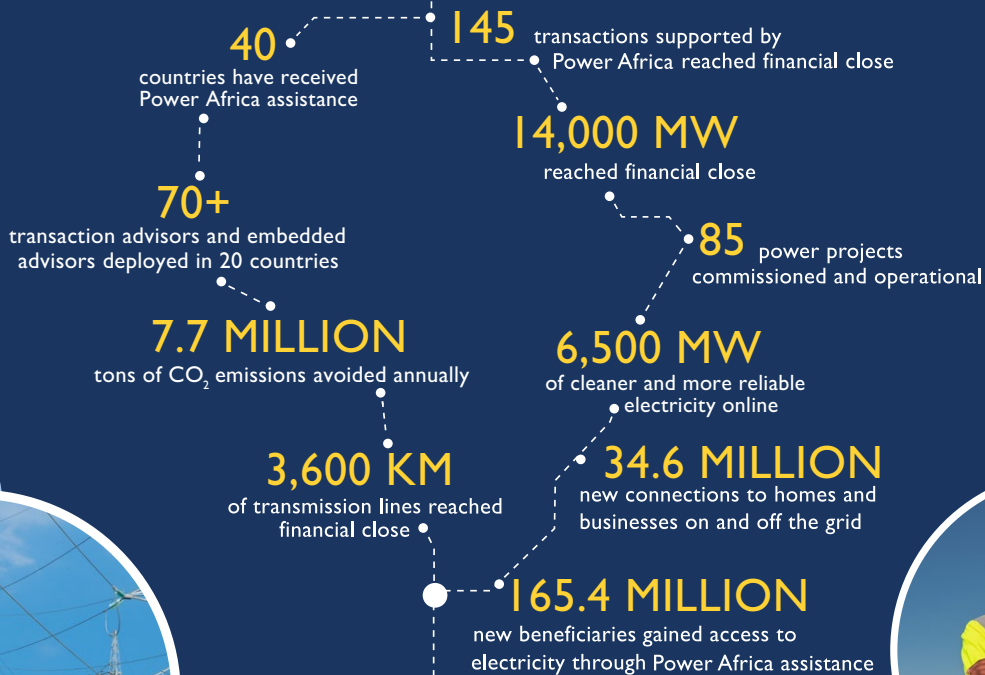 40
countries have received
Power Africa assistance
70+
transaction advisors and embedded
advisors deployed in 20 countries
7.7 MILLION
tons of CO₂ emissions avoided annually
3,600 KM
of transmission lines reached
financial close
145 transactions supported by
Power Africa reached financial close
14,000 MW
reached financial close
85 power projects
commissioned and operational
6,500 MW
of cleaner and more reliable
electricity online
34.6 MILLION
new connections to homes and
businesses on and off the grid
165.4 MILLION
new beneficiaries gained access to
electricity through Power Africa assistance